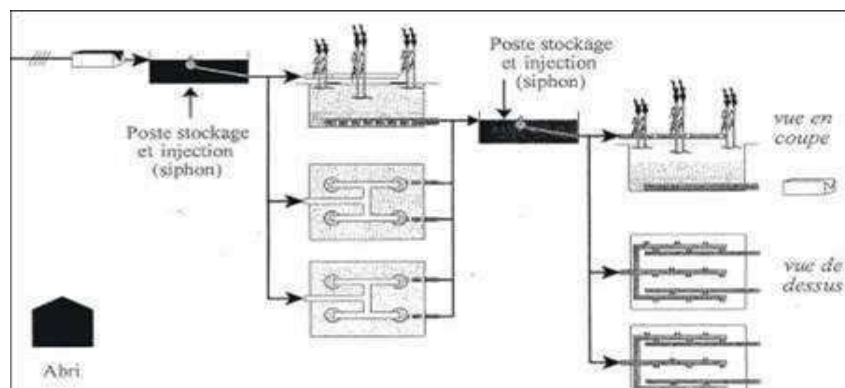 Poste stockage
et injection
(siphon)
Poste stockage
et injection
(siphon)
vue en
coupe
vue de
dessus
Abri